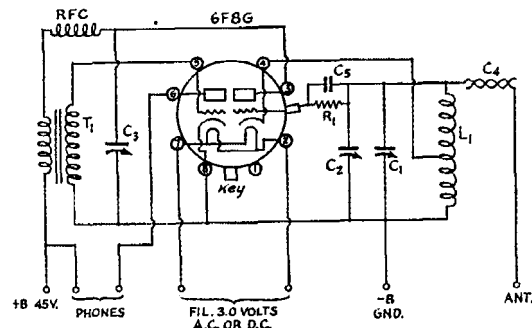 RFC
6F8G
5
4
6
3
C5
C4
T1
C3
R1
L1
7
2
C2
C1
8
1
Key
+B 45V.
PHONES
FIL. 3.0 VOLTS
A.C. OR D.C.
-B
GND.
ANT.